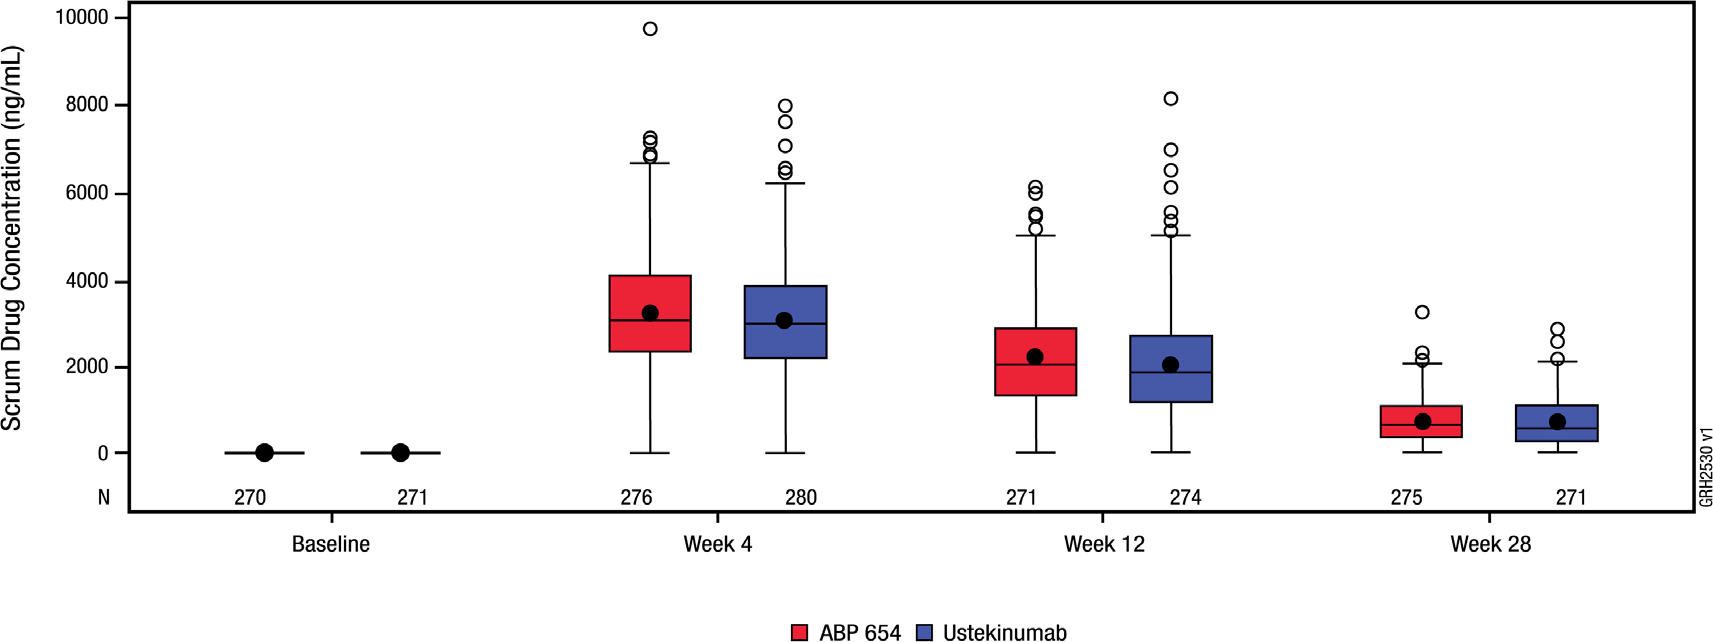 Scrum Drug Concentration (ng/mL)
10000
8000
6000
4000
2000
0
N 270 271 276 280 271 274 275 271
Baseline Week 4 Week 12 Week 28
ABP 654 Ustekinumab
GRH2530 v1